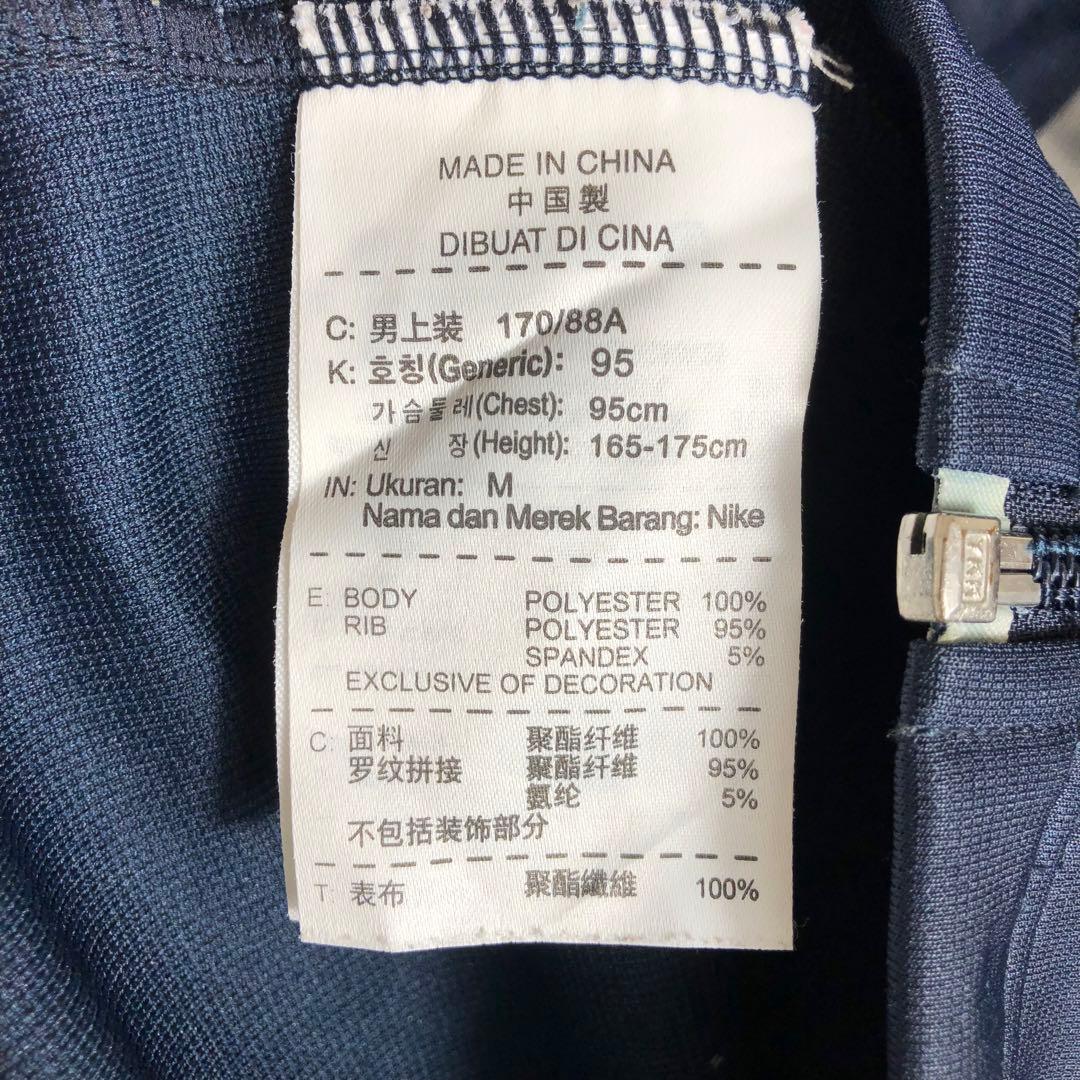 MADE IN CHINA
中国製
DIBUAT DI CINA
C: 男上装 170/88A
K: 호칭(Generic): 95
가슴둘레(Chest): 95cm
신 장(Height): 165-175cm
IN: Ukuran: M
Nama dan Merek Barang: Nike
E: BODY POLYESTER 100%
RIB POLYESTER 95%
SPANDEX 5%
EXCLUSIVE OF DECORATION
C: 面料 聚酯纤维 100%
罗纹拼接 聚酯纤维 95%
氨纶 5%
不包括装饰部分
T: 表布 聚酯纖維 100%
YKK